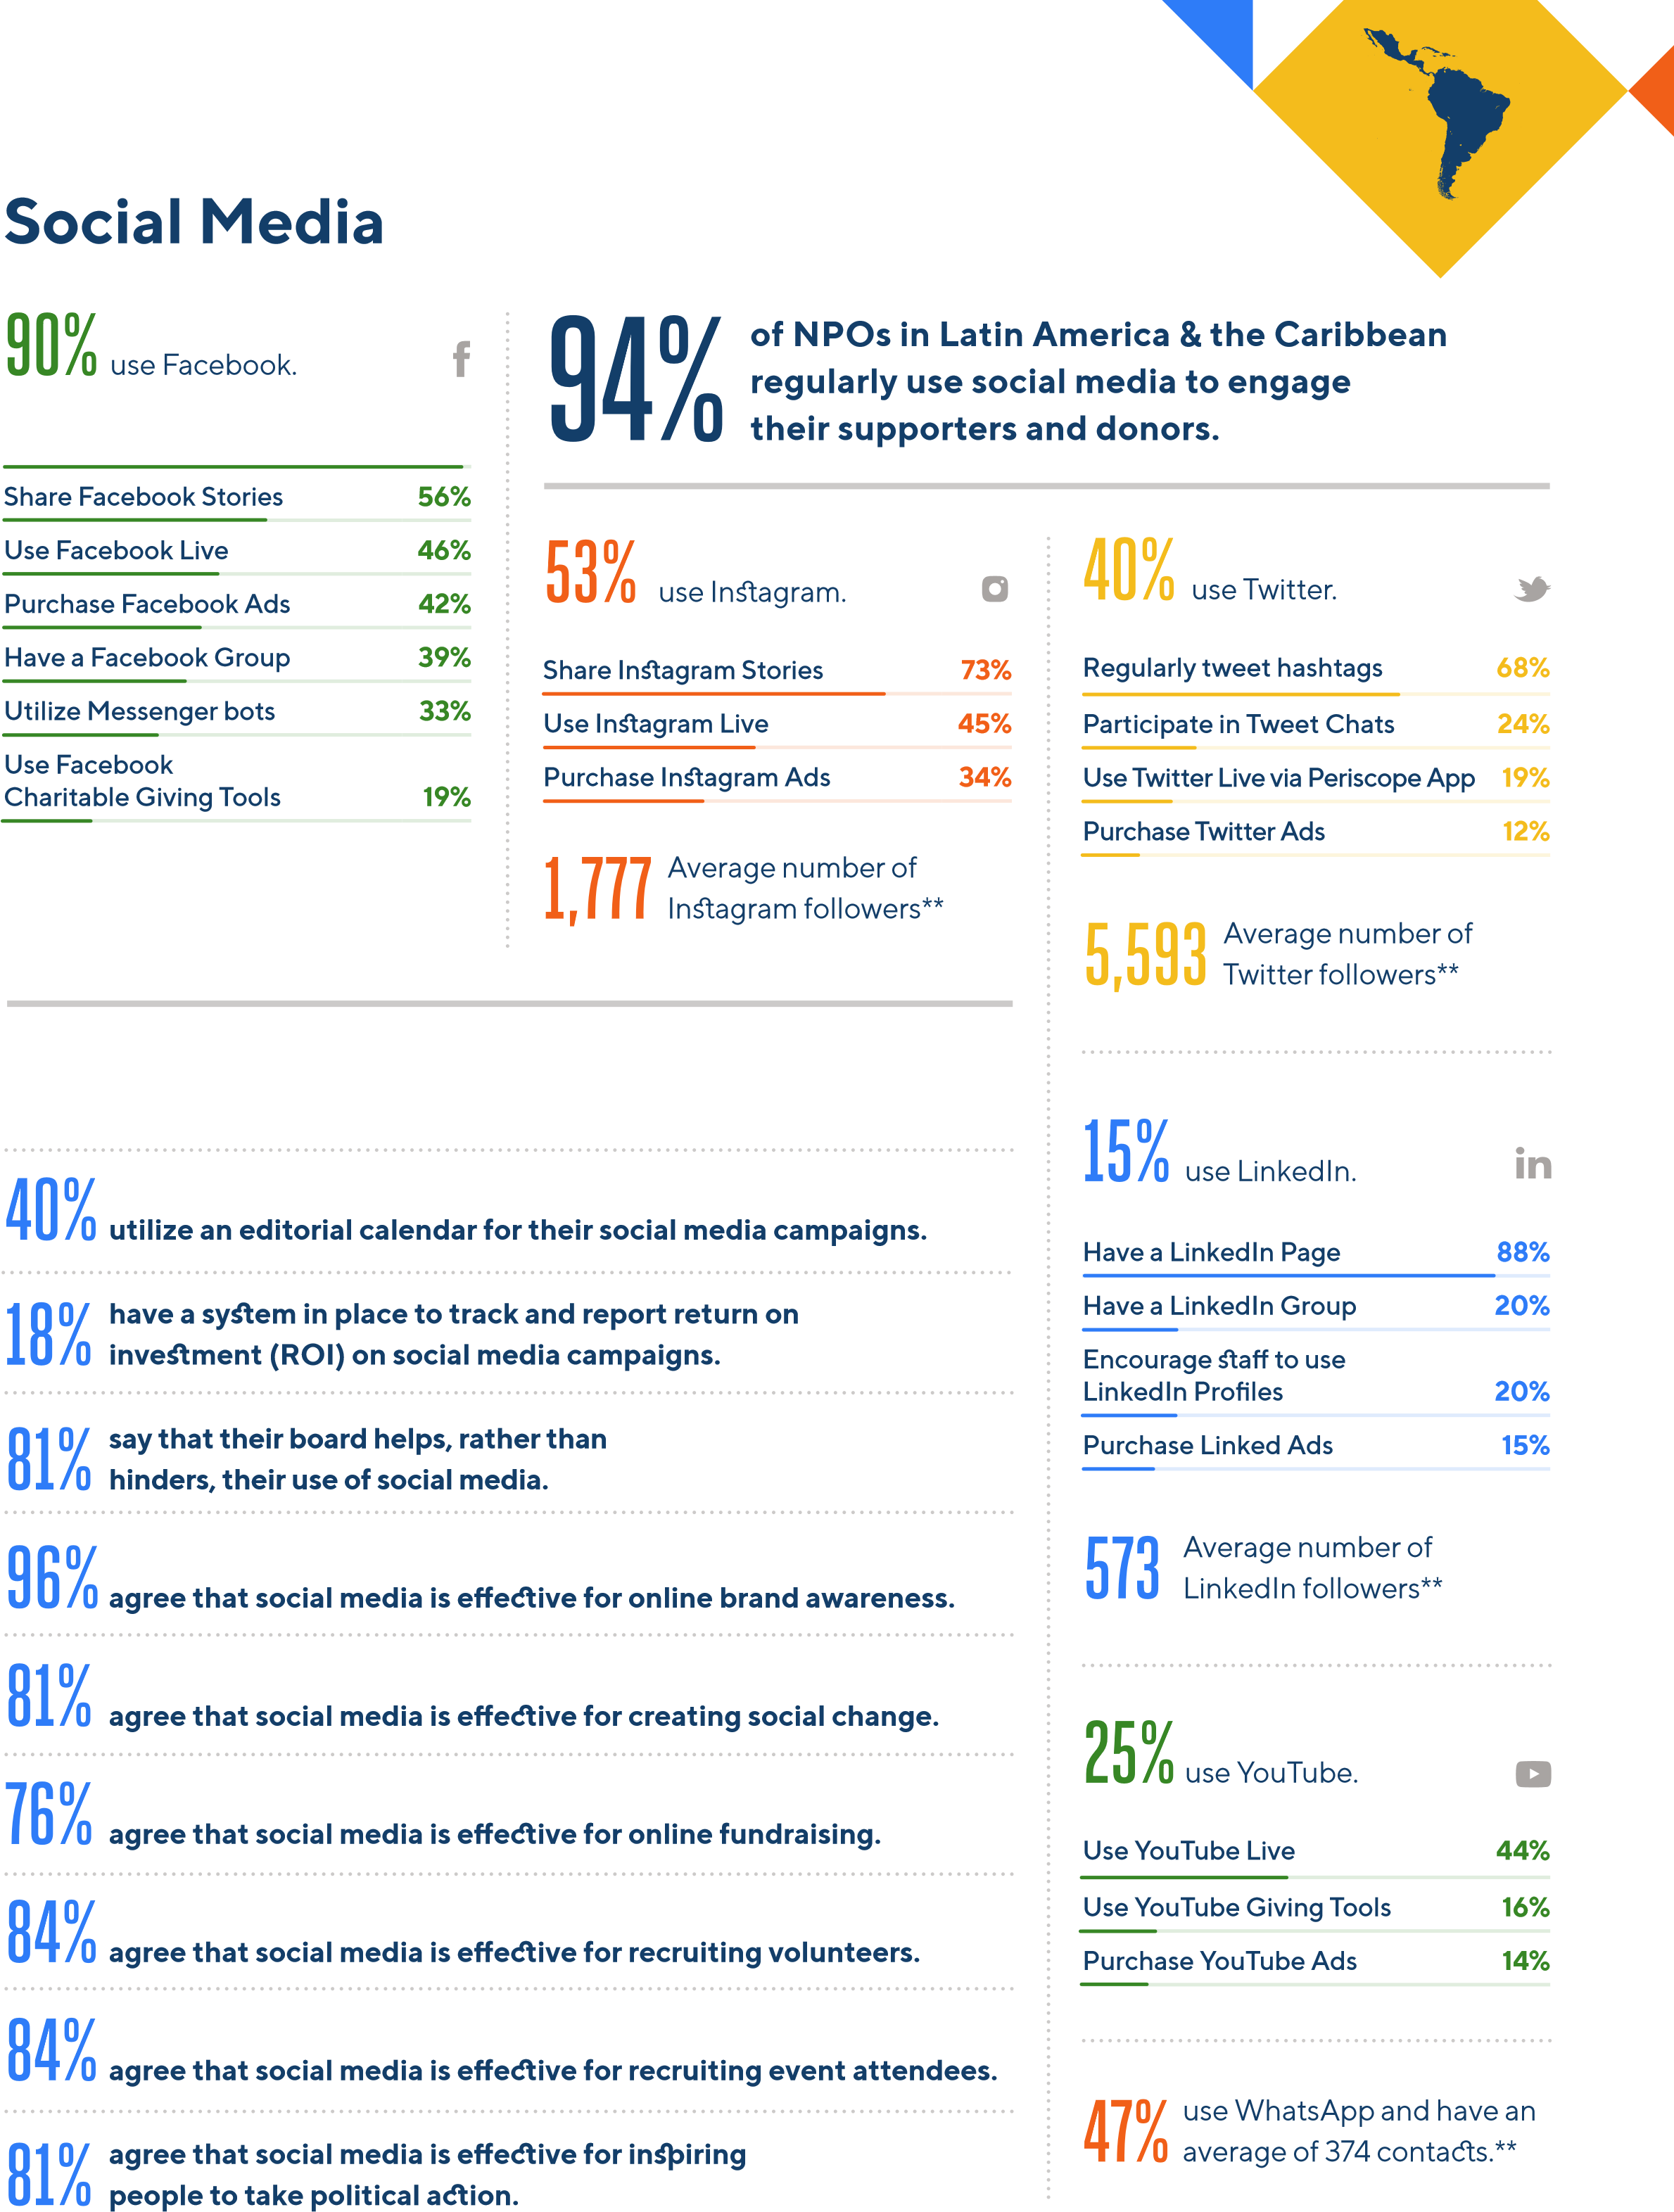 Social Media
90% use Facebook.
Share Facebook Stories 56%
Use Facebook Live 46%
Purchase Facebook Ads 42%
Have a Facebook Group 39%
Utilize Messenger bots 33%
Use Facebook
Charitable Giving Tools 19%
94% of NPOs in Latin America & the Caribbean
regularly use social media to engage
their supporters and donors.
53% use Instagram.
Share Instagram Stories 73%
Use Instagram Live 45%
Purchase Instagram Ads 34%
1,777 Average number of
Instagram followers**
40% use Twitter.
Regularly tweet hashtags 68%
Participate in Tweet Chats 24%
Use Twitter Live via Periscope App 19%
Purchase Twitter Ads 12%
5,593 Average number of
Twitter followers**
15% use LinkedIn.
in
Have a LinkedIn Page 88%
Have a LinkedIn Group 20%
Encourage staff to use
LinkedIn Profiles 20%
Purchase Linked Ads 15%
573 Average number of
LinkedIn followers**
25% use YouTube.
Use YouTube Live 44%
Use YouTube Giving Tools 16%
Purchase YouTube Ads 14%
47% use WhatsApp and have an
average of 374 contacts.**
40% utilize an editorial calendar for their social media campaigns.
18% have a system in place to track and report return on
investment (ROI) on social media campaigns.
81% say that their board helps, rather than
hinders, their use of social media.
96% agree that social media is effective for online brand awareness.
81% agree that social media is effective for creating social change.
76% agree that social media is effective for online fundraising.
84% agree that social media is effective for recruiting volunteers.
84% agree that social media is effective for recruiting event attendees.
81% agree that social media is effective for inspiring
people to take political action.